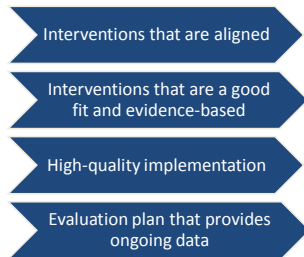 Interventions that are aligned
Interventions that are a good
fit and evidence-based
High-quality implementation
Evaluation plan that provides
ongoing data